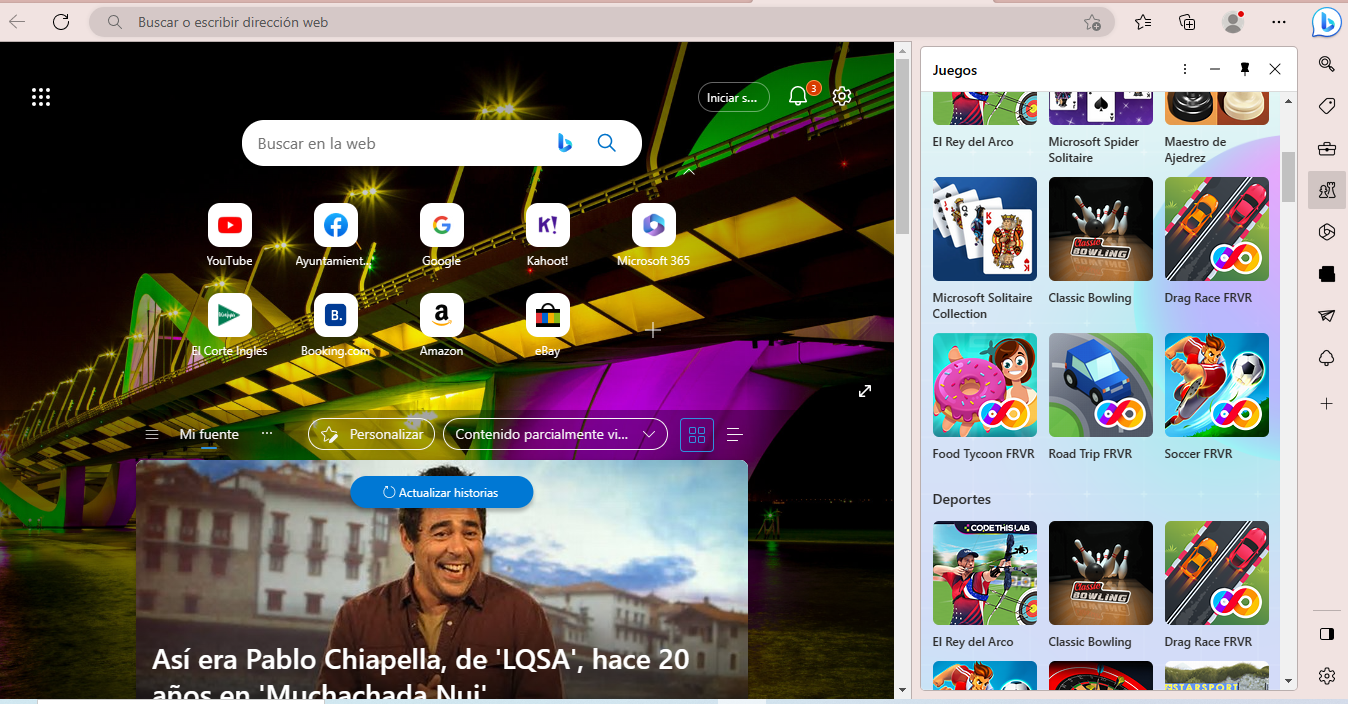 Buscar o escribir dirección web
Iniciar s...
3
Buscar en la web
YouTube
Ayuntamient...
Google
K!
Kahoot!
Microsoft 365
El Corte Ingles
B.
Booking.com
a
Amazon
eBay
Mi fuente
...
Personalizar
Contenido parcialmente vi...
Actualizar historias
Así era Pablo Chiapella, de 'LQSA', hace 20
años en 'Muchachada Nui'
Juegos
El Rey del Arco
Microsoft Spider
Solitaire
Maestro de
Ajedrez
Microsoft Solitaire
Collection
Classic
BOWLING
Classic Bowling
Drag Race FRVR
Food Tycoon FRVR
Road Trip FRVR
Soccer FRVR
Deportes
CODETHISLAB
El Rey del Arco
Classic
BOWLING
Classic Bowling
Drag Race FRVR
STARSPORT